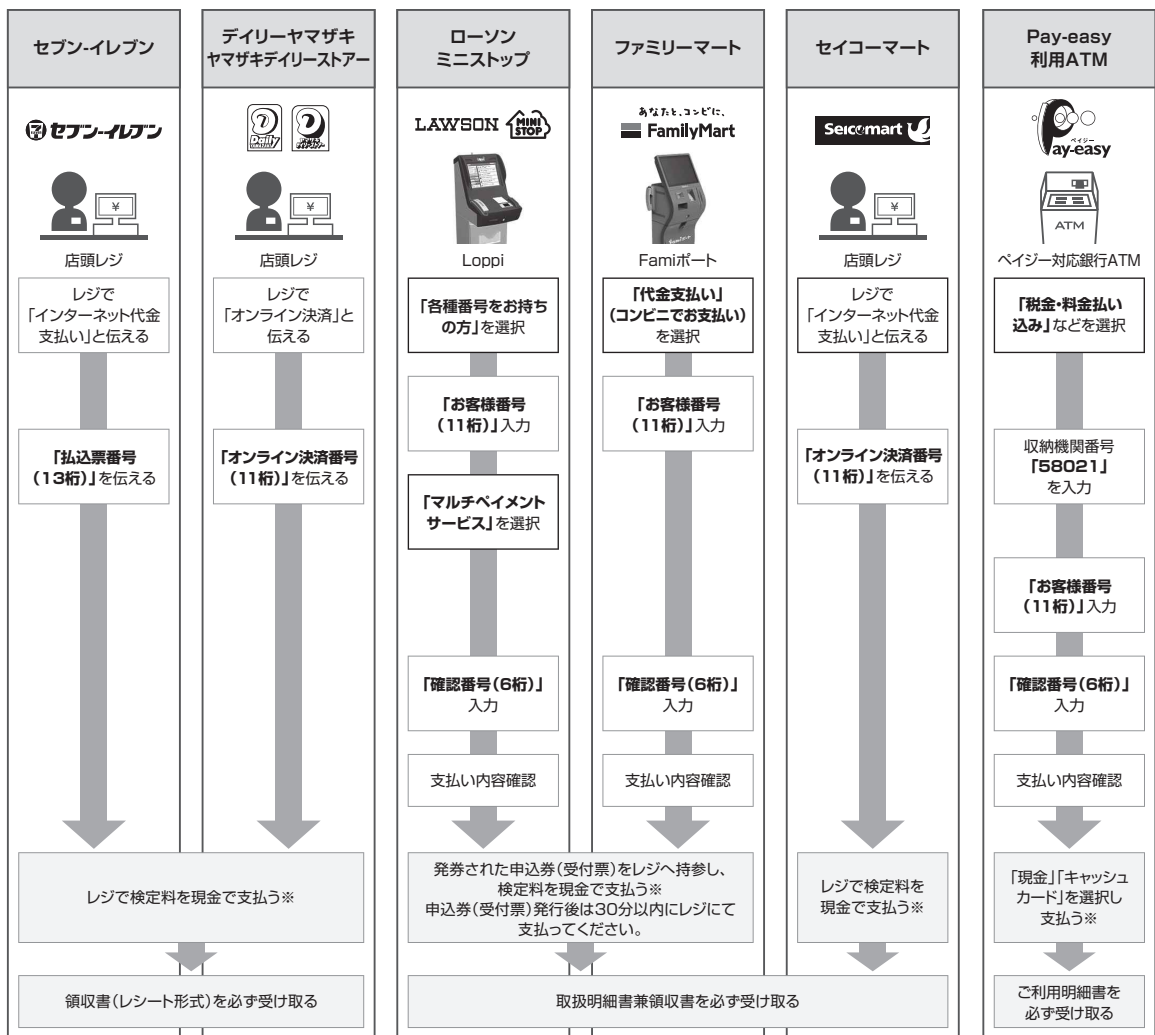 セブン-イレブン
デイリーヤマザキ
ヤマザキデイリーストアー
ローソン
ミニストップ
ファミリーマート
セイコーマート
Pay-easy
利用ATM
セブン-イレブン
Daily
LAWSON
MINI
STOP
あなたと、コンビに、
FamilyMart
Seicomart
ペイジー
Pay-easy
¥
¥
¥
ATM
店頭レジ
店頭レジ
Loppi
Famiポート
店頭レジ
ペイジー対応銀行ATM
レジで
「インターネット代金
支払い」と伝える
レジで
「オンライン決済」と
伝える
「各種番号をお持ち
の方」を選択
「代金支払い」
(コンビニでお支払い)
を選択
レジで
「インターネット代金
支払い」と伝える
「税金・料金払い
込み」などを選択
「お客様番号
(11桁)」入力
「お客様番号
(11桁)」入力
「払込票番号
(13桁)」を伝える
「オンライン決済番号
(11桁)」を伝える
「マルチペイメント
サービス」を選択
「オンライン決済番号
(11桁)」を伝える
収納機関番号
「58021」
を入力
「お客様番号
(11桁)」入力
「確認番号(6桁)」
入力
「確認番号(6桁)」
入力
「確認番号(6桁)」
入力
支払い内容確認
支払い内容確認
支払い内容確認
レジで検定料を現金で支払う※
発券された申込券(受付票)をレジへ持参し、
検定料を現金で支払う※
申込券(受付票)発行後は30分以内にレジにて
支払ってください。
レジで検定料を
現金で支払う※
「現金」「キャッシュ
カード」を選択し
支払う※
領収書(レシート形式)を必ず受け取る
取扱明細書兼領収書を必ず受け取る
ご利用明細書を
必ず受け取る